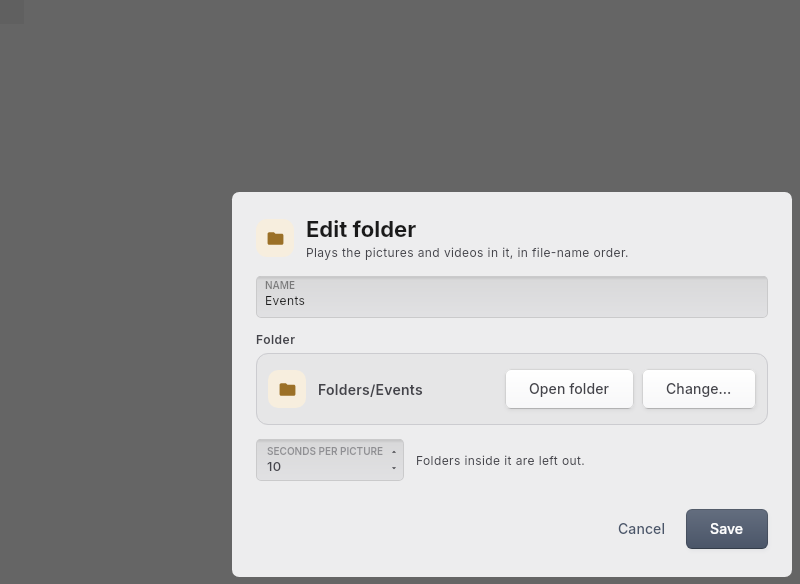 Edit folder
Plays the pictures and videos in it, in file-name order.
NAME
Events
Folder
Folders/Events
Open folder
Change...
SECONDS PER PICTURE
10
Folders inside it are left out.
Cancel
Save